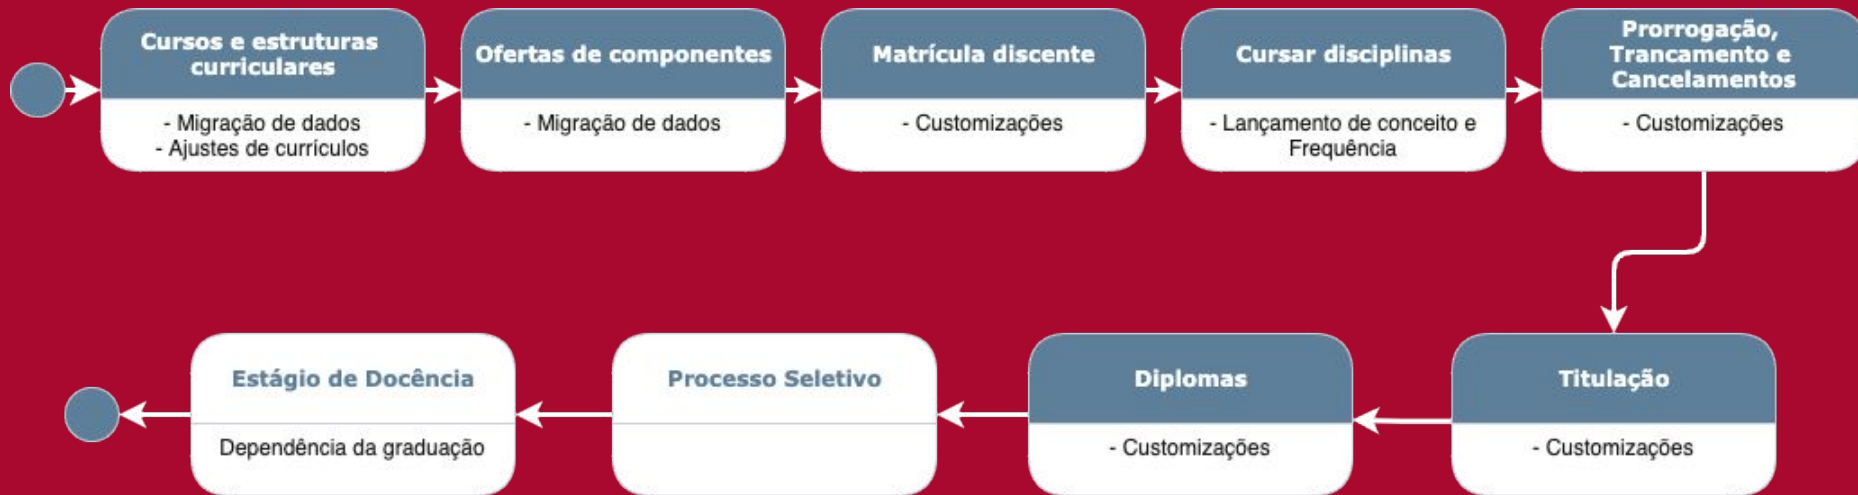 Cursos e estruturas
curriculares
- Migração de dados
- Ajustes de currículos
Ofertas de componentes
- Migração de dados
Matrícula discente
- Customizações
Cursar disciplinas
- Lançamento de conceito e
Frequência
Prorrogação,
Trancamento e
Cancelamentos
- Customizações
Titulação
- Customizações
Diplomas
- Customizações
Processo Seletivo
Estágio de Docência
Dependência da graduação